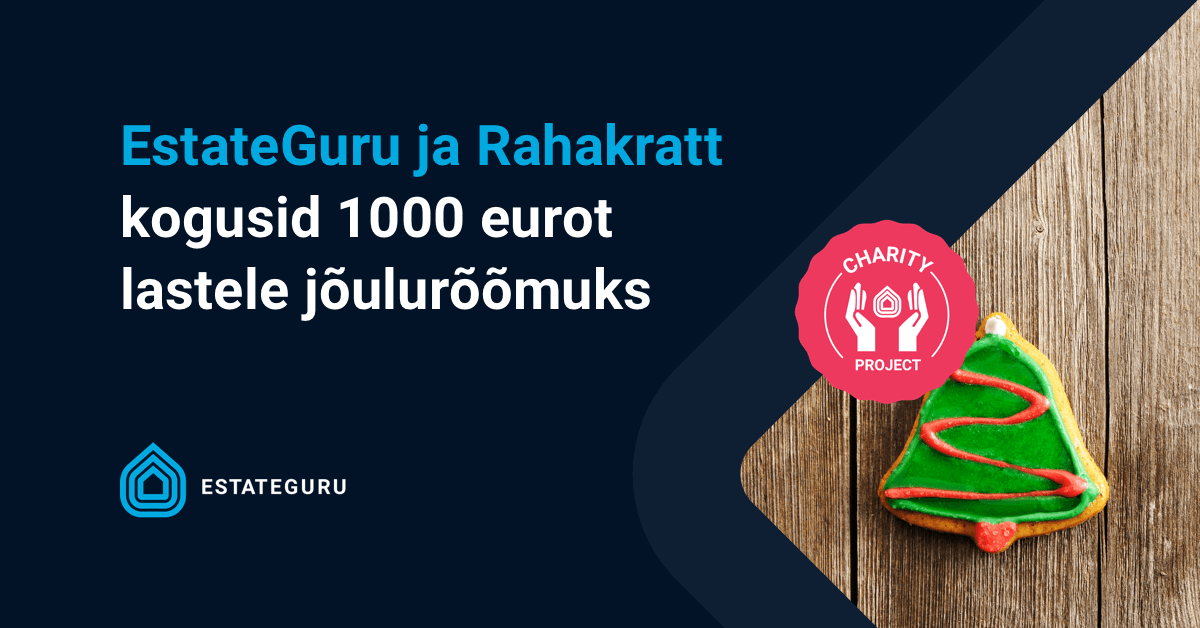 EstateGuru ja Rahakratt
kogusid 1000 eurot
lastele jõulurõõmuks
CHARITY
PROJECT
ESTATEGURU